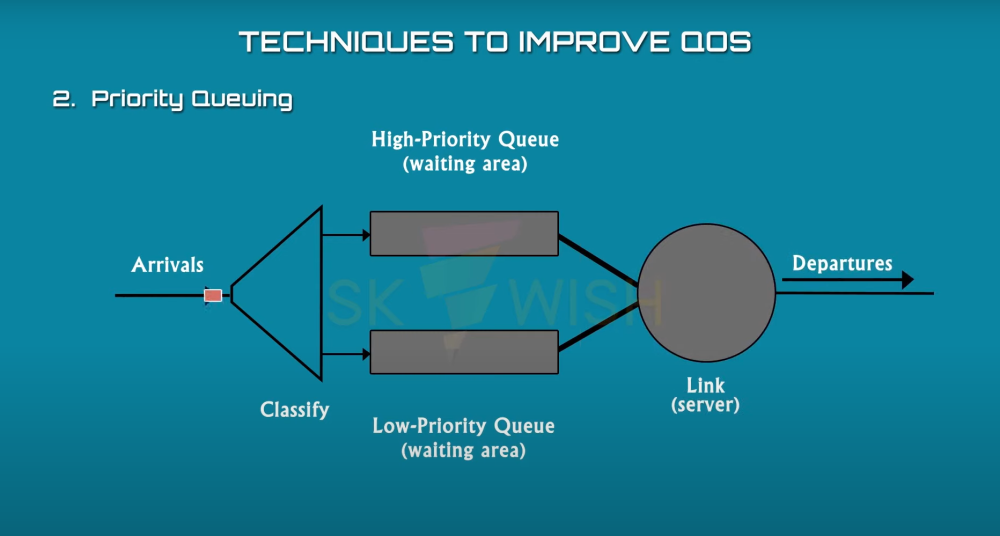 TECHNIQUES TO IMPROVE QOS
2. Priority Queuing
High-Priority Queue
(waiting area)
Arrivals
Departures
SK WISH
Link
(server)
Classify
Low-Priority Queue
(waiting area)